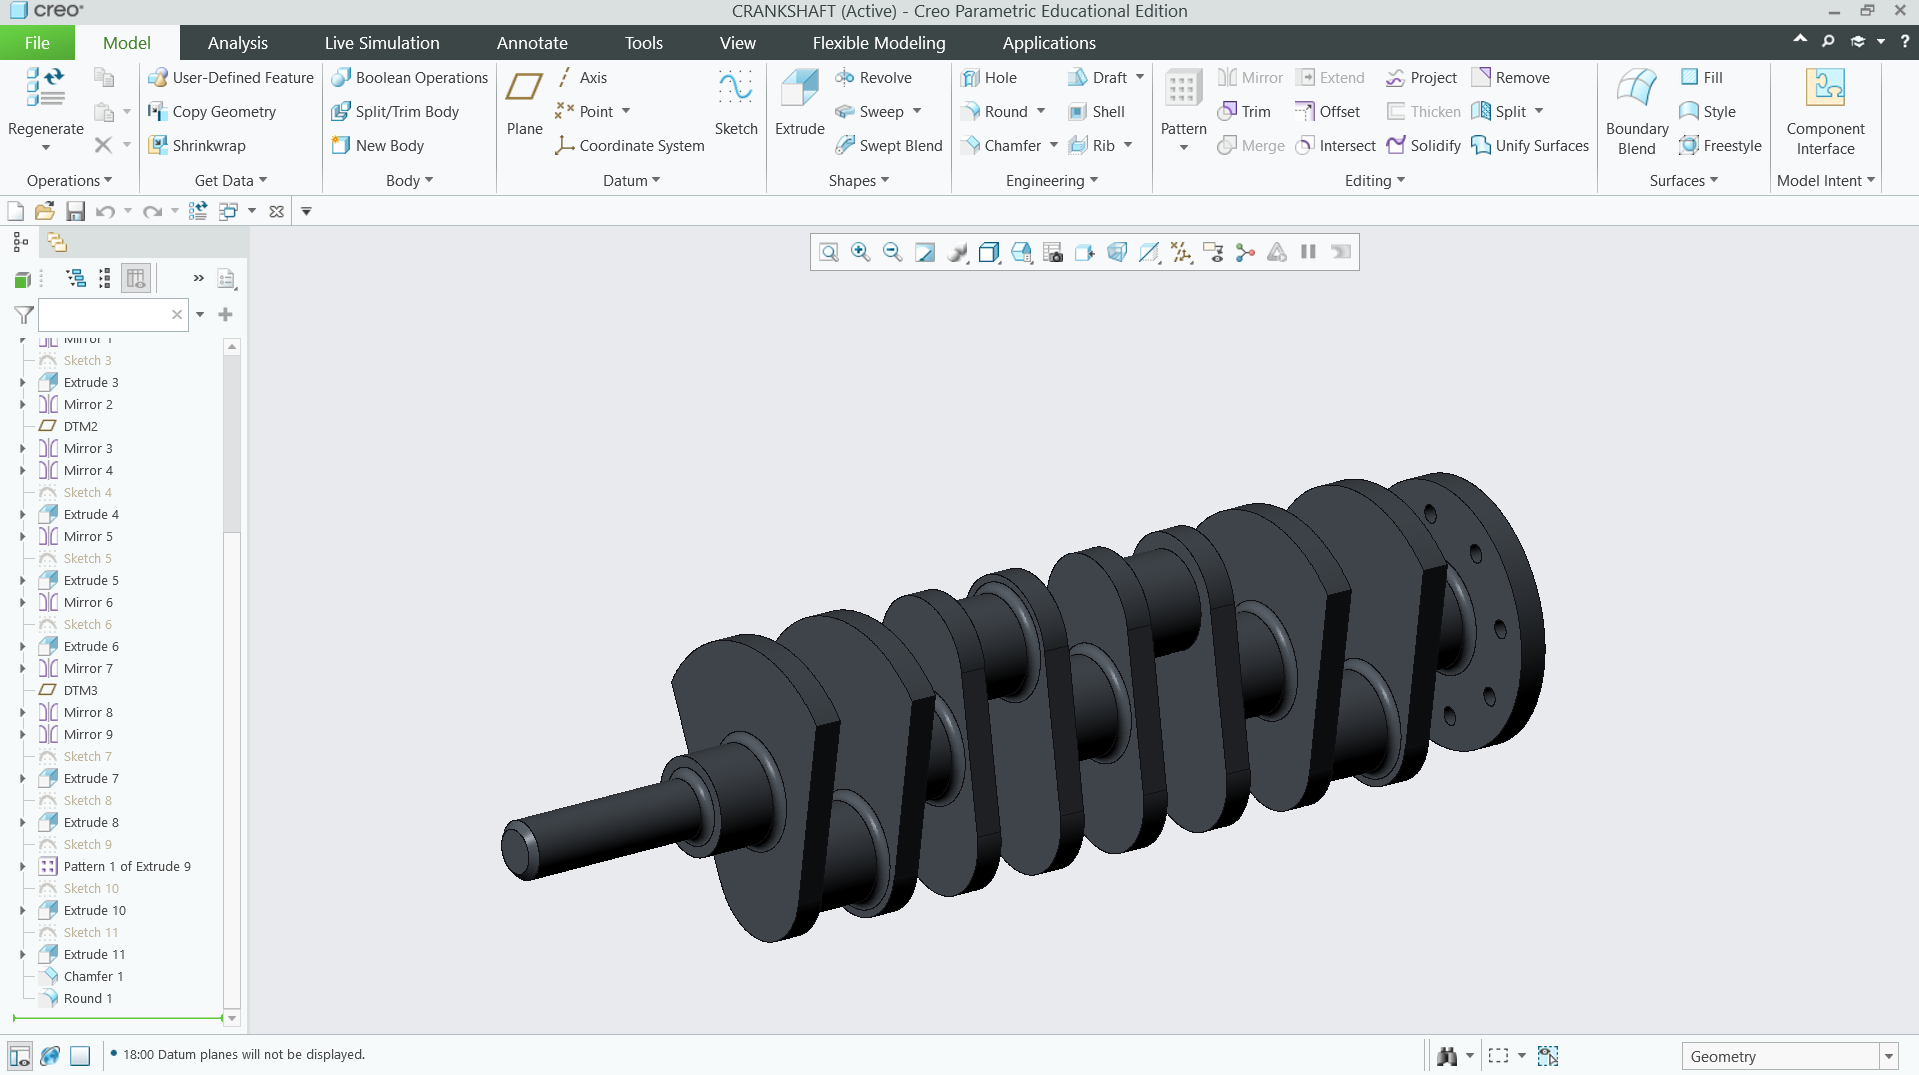 creo°
CRANKSHAFT (Active) - Creo Parametric Educational Edition
File Model Analysis Live Simulation Annotate Tools View Flexible Modeling Applications
Regenerate
Operations
User-Defined Feature
Copy Geometry
Shrinkwrap
Get Data
Boolean Operations
Split/Trim Body
New Body
Body
Plane
Axis
Point
Coordinate System
Sketch
Datum
Extrude
Revolve
Sweep
Swept Blend
Shapes
Hole Draft
Round Shell
Chamfer Rib
Engineering
Pattern
Mirror Extend Project Remove
Trim Offset Thicken Split
Merge Intersect Solidify Unify Surfaces
Editing
Boundary
Blend
Fill
Style
Freestyle
Surfaces
Component
Interface
Model Intent
Mirror 1
Sketch 3
Extrude 3
Mirror 2
DTM2
Mirror 3
Mirror 4
Sketch 4
Extrude 4
Mirror 5
Sketch 5
Extrude 5
Mirror 6
Sketch 6
Extrude 6
Mirror 7
DTM3
Mirror 8
Mirror 9
Sketch 7
Extrude 7
Sketch 8
Extrude 8
Sketch 9
Pattern 1 of Extrude 9
Sketch 10
Extrude 10
Sketch 11
Extrude 11
Chamfer 1
Round 1
• 18:00 Datum planes will not be displayed.
Geometry